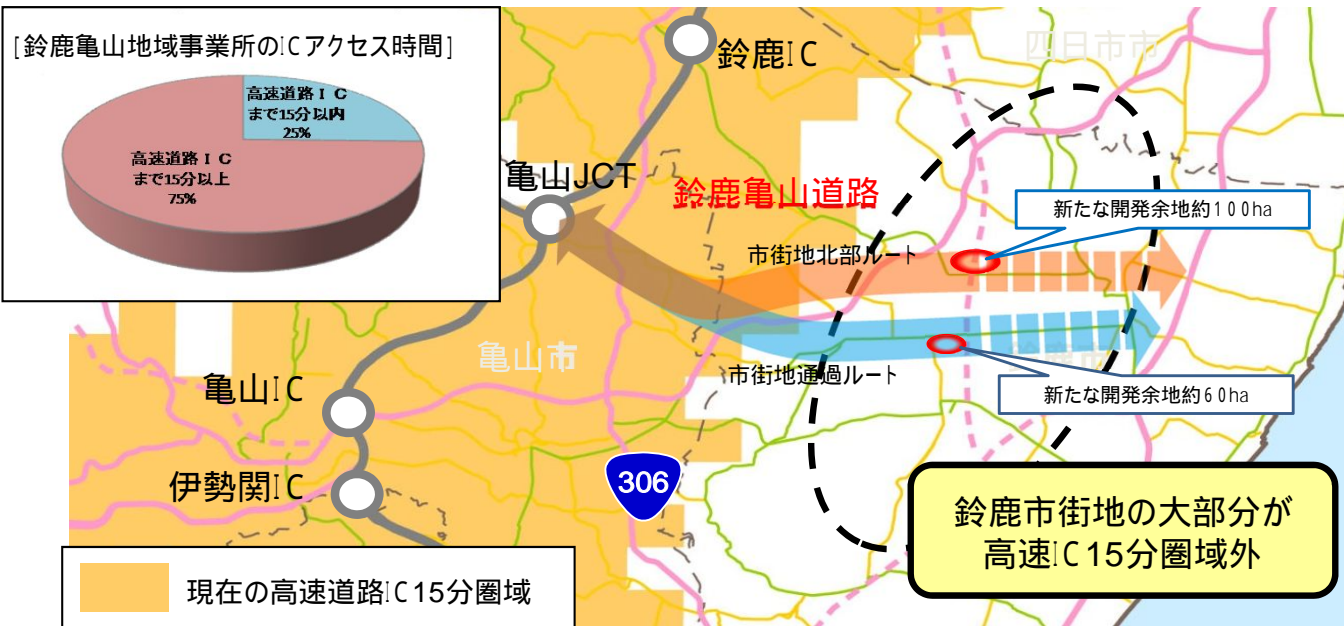 [鈴鹿亀山地域事業所のICアクセス時間]
高速道路IC
まで15分以内
25%
高速道路IC
まで15分以上
75%
鈴鹿IC
四日市市
亀山JCT
鈴鹿亀山道路
新たな開発余地約100ha
市街地北部ルート
亀山市
鈴鹿市
市街地通過ルート
新たな開発余地約60ha
亀山IC
伊勢関IC
306
鈴鹿市街地の大部分が
高速IC15分圏域外
現在の高速道路IC15分圏域